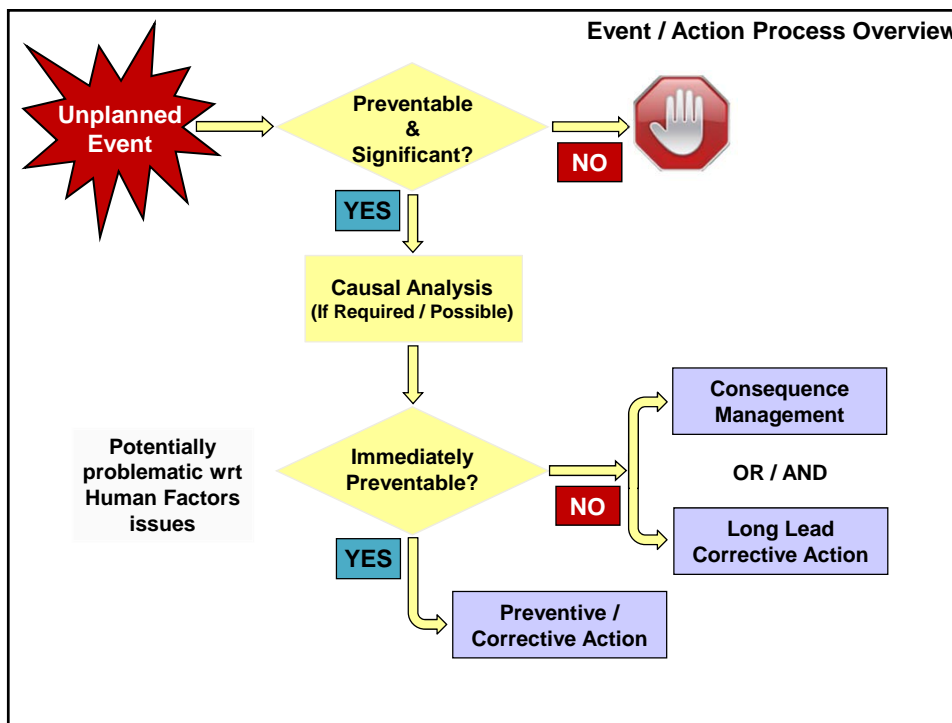 Event / Action Process Overview
Unplanned
Event
Preventable
&
Significant?
NO
YES
Causal Analysis
(If Required / Possible)
Consequence
Management
Potentially
problematic wrt
Human Factors
issues
Immediately
Preventable?
OR / AND
NO
Long Lead
Corrective Action
YES
Preventive /
Corrective Action